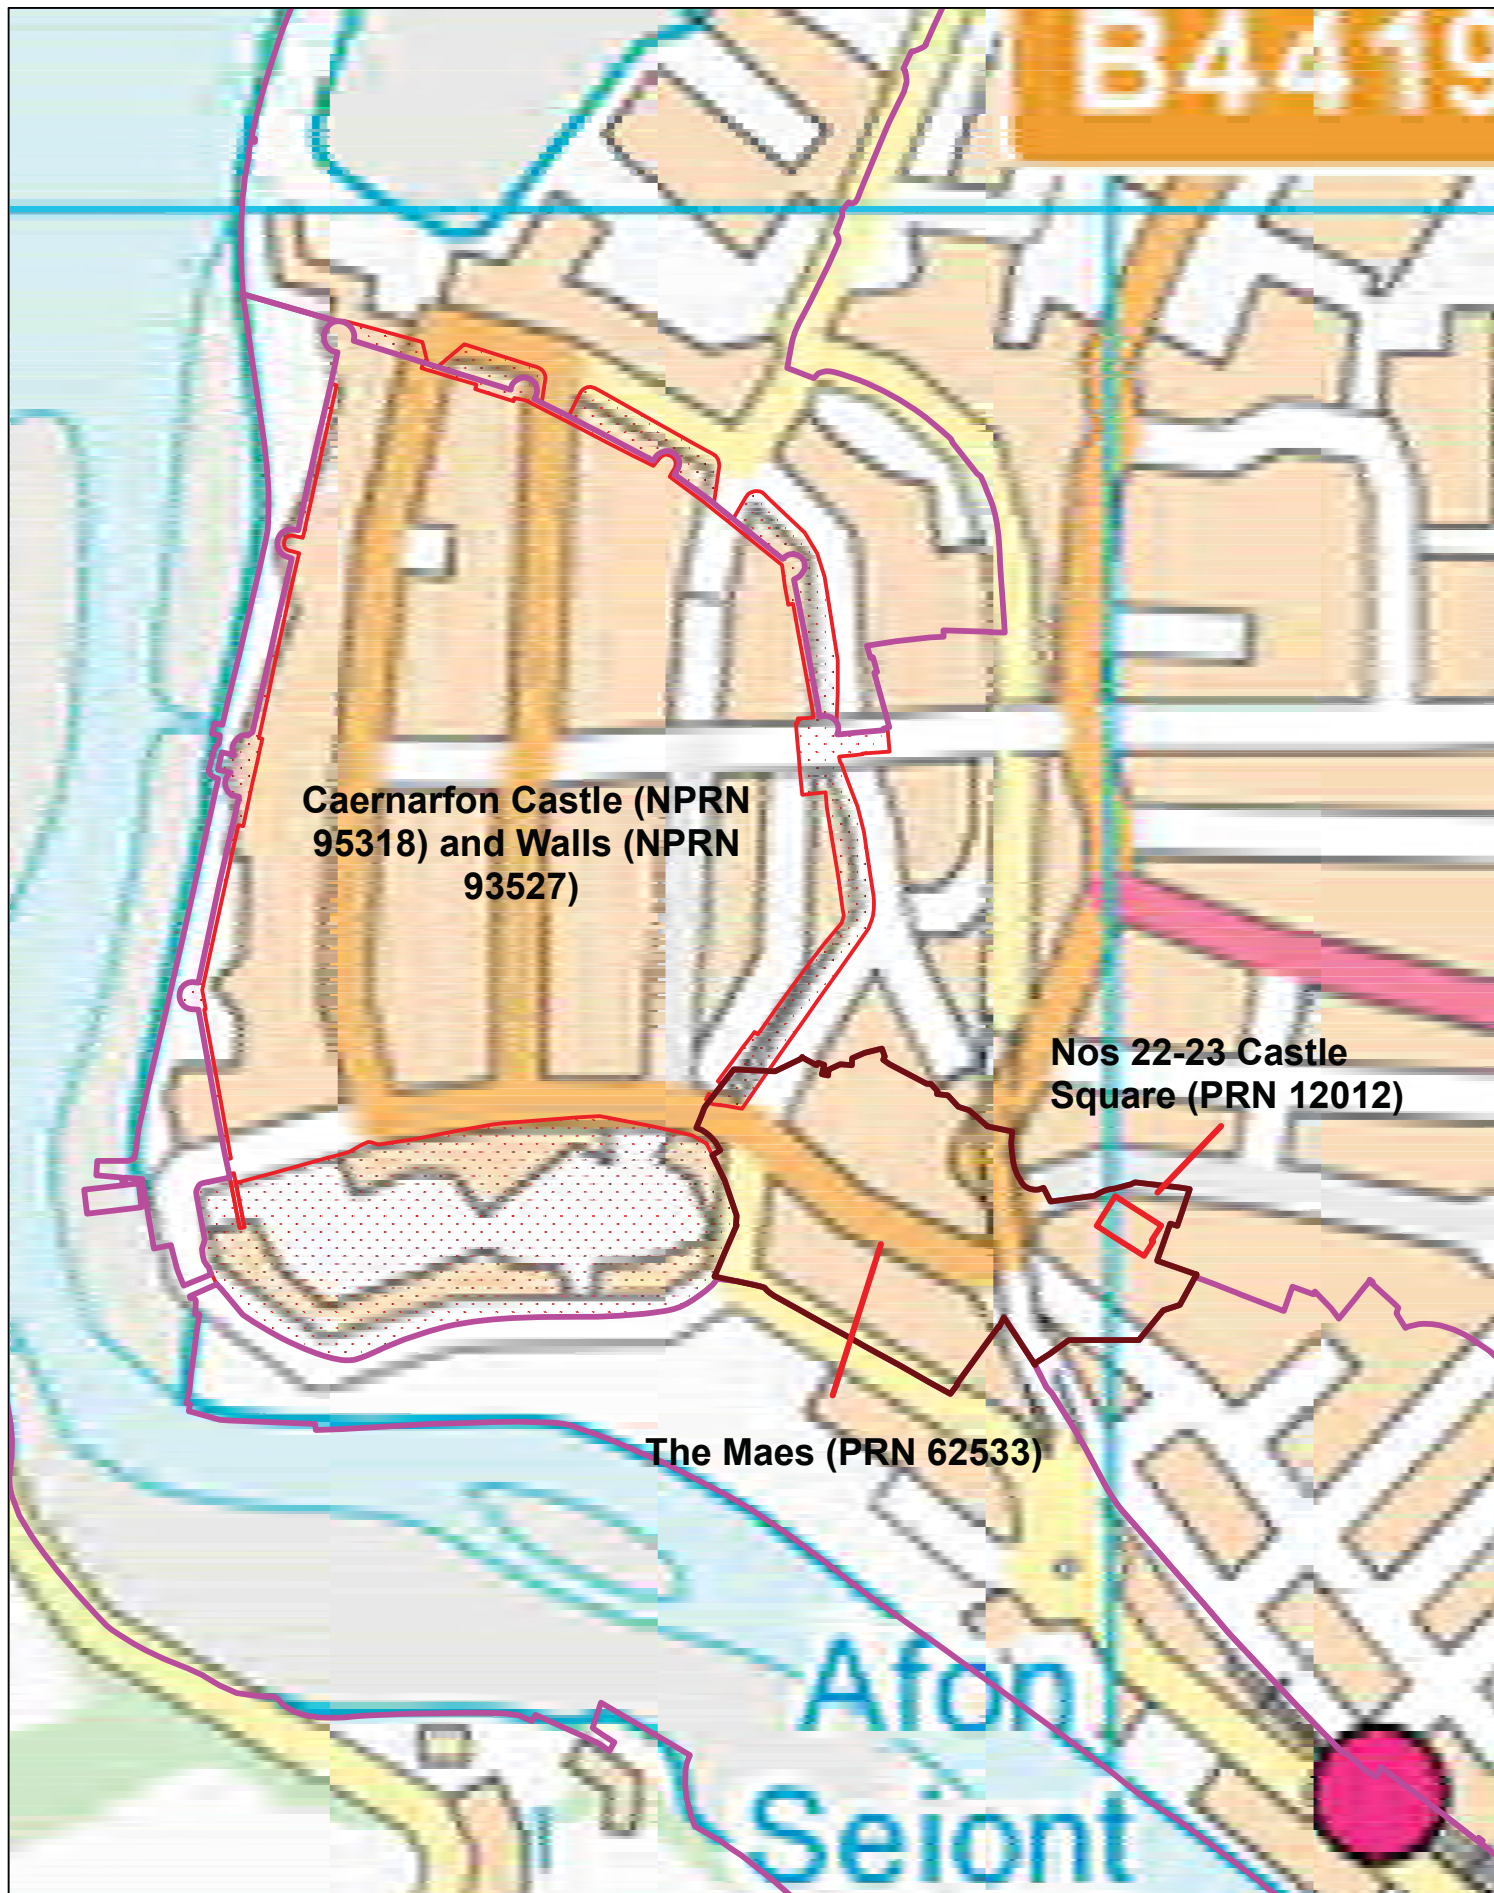 B4419
Caernarfon Castle (NPRN
95318) and Walls (NPRN
93527)
Nos 22-23 Castle
Square (PRN 12012)
The Maes (PRN 62533)
Afon
Seiont